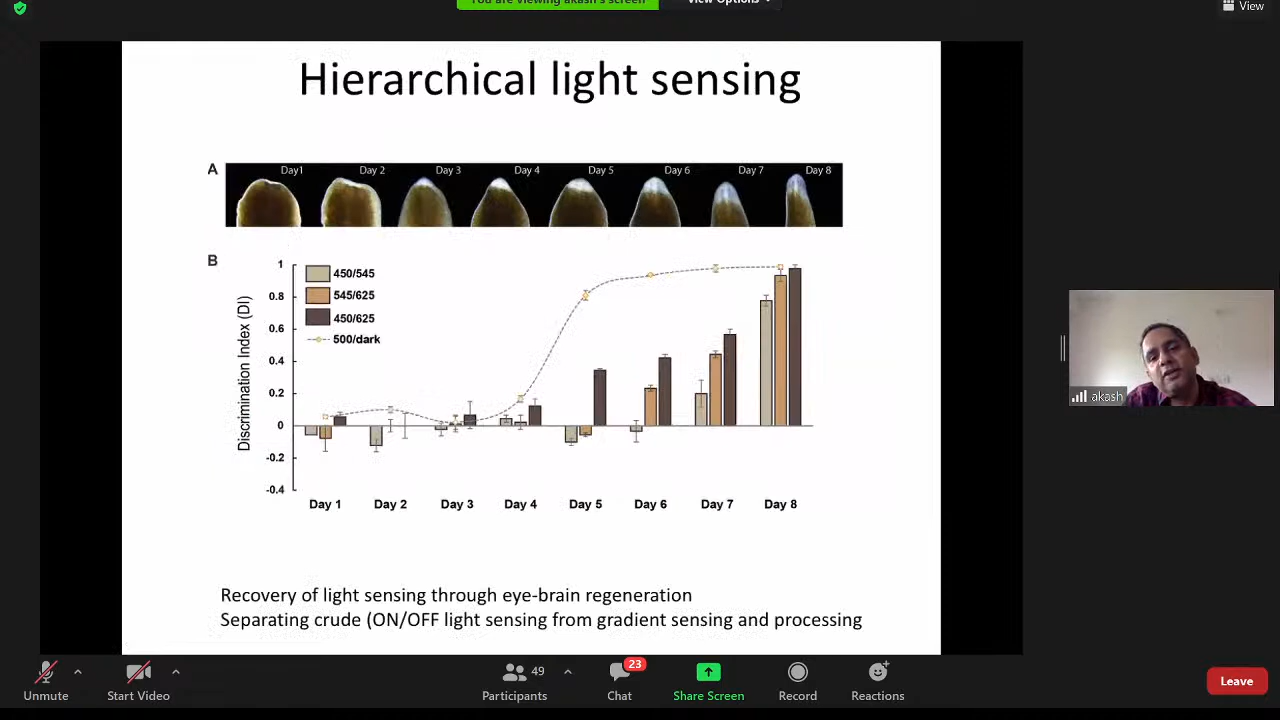 You are viewing akash's screen
View Options
View
Hierarchical light sensing
A
Day1 Day 2 Day 3 Day 4 Day 5 Day 6 Day 7 Day 8
B
Discrimination Index (DI)
1
0.8
0.6
0.4
0.2
0
-0.2
-0.4
450/545
545/625
450/625
500/dark
Day 1 Day 2 Day 3 Day 4 Day 5 Day 6 Day 7 Day 8
Recovery of light sensing through eye-brain regeneration
Separating crude (ON/OFF light sensing from gradient sensing and processing
akash
Unmute
Start Video
49
Participants
23
Chat
Share Screen
Record
Reactions
Leave